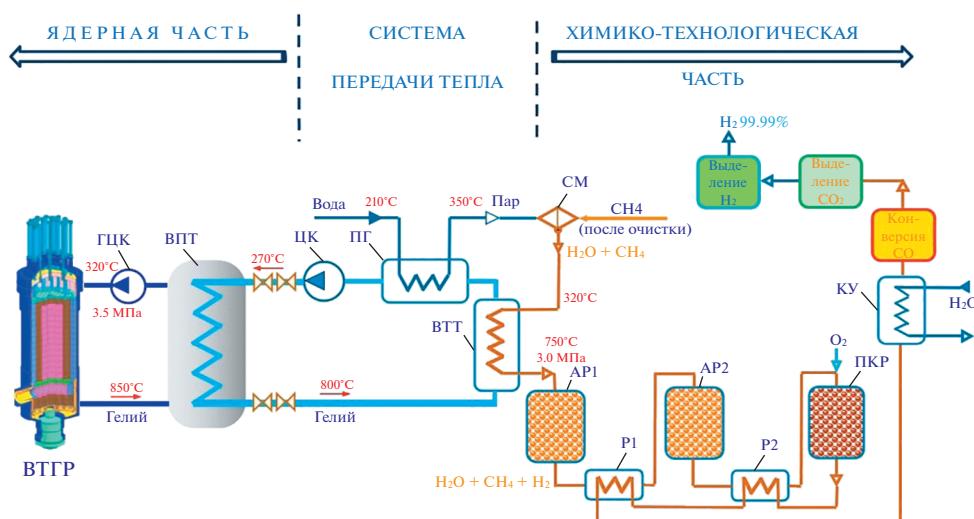 ЯДЕРНАЯ ЧАСТЬ
СИСТЕМА
ПЕРЕДАЧИ ТЕПЛА
ХИМИКО-ТЕХНОЛОГИЧЕСКАЯ
ЧАСТЬ
H₂ 99.99%
Выде-
ление
H₂
Выде-
ление
CO₂
Кон-
версия
CO
Вода
210°C
350°C
Пар
СМ
CH4
(после очистки)
H₂O + CH₄
ГЦК
ВПТ
ЦК
ПГ
320°C
270°C
3.5 МПа
320°C
ВТТ
КУ
H₂O
750°C
3.0 МПа
O₂
АР1
АР2
ПКР
850°C
Гелий
800°C
Гелий
ВТГР
Р1
Р2
H₂O + CH₄ + H₂